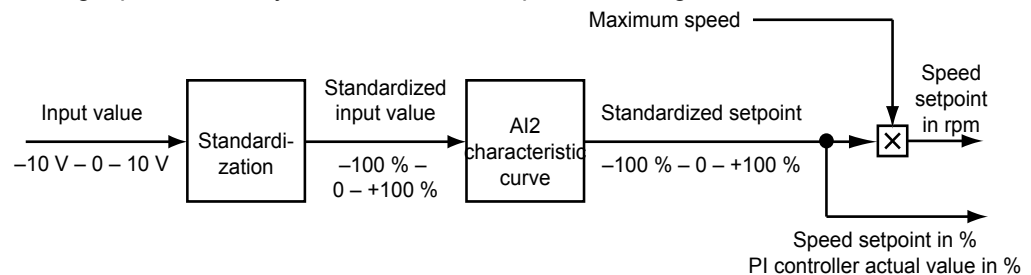 Maximum speed
Input value
–10 V – 0 – 10 V
Standardi-
zation
Standardized
input value
–100 % –
0 – +100 %
AI2
characteristic
curve
Standardized setpoint
–100 % – 0 – +100 %
×
Speed
setpoint
in rpm
Speed setpoint in %
PI controller actual value in %